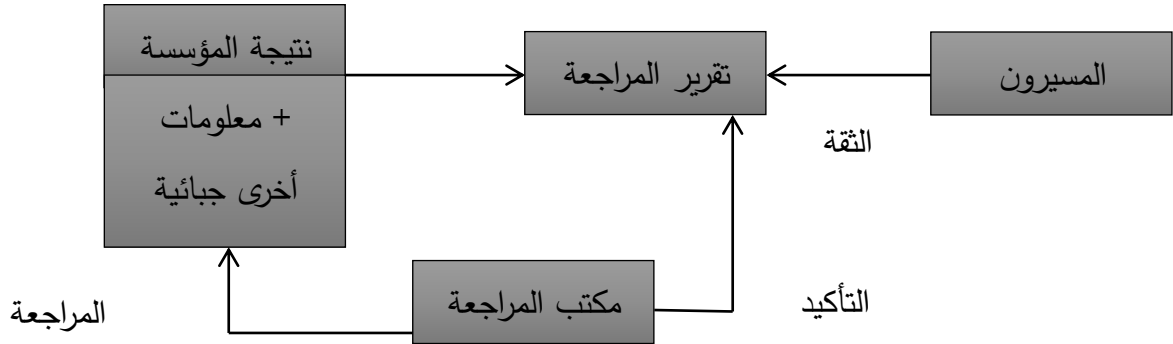 المسيرون
تقرير المراجعة
نتيجة المؤسسة
+ معلومات
أخرى جبائية
الثقة
مكتب المراجعة
التأكيد
المراجعة